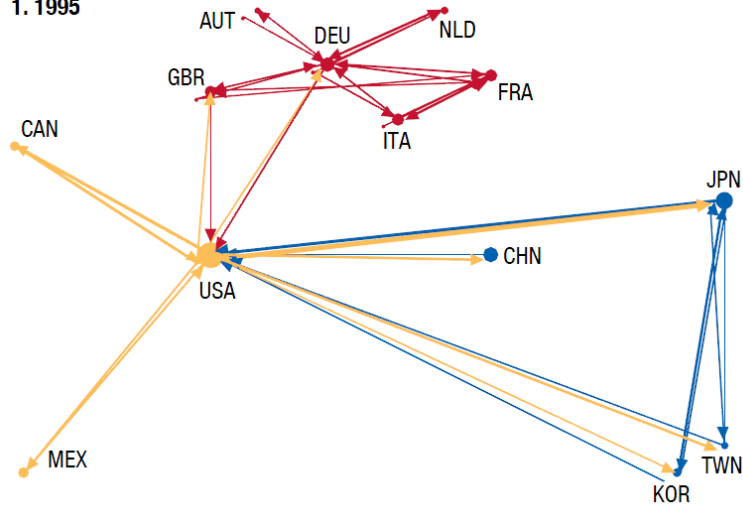 1. 1995
AUT
DEU
NLD
GBR
FRA
ITA
CAN
JPN
CHN
USA
MEX
TWN
KOR